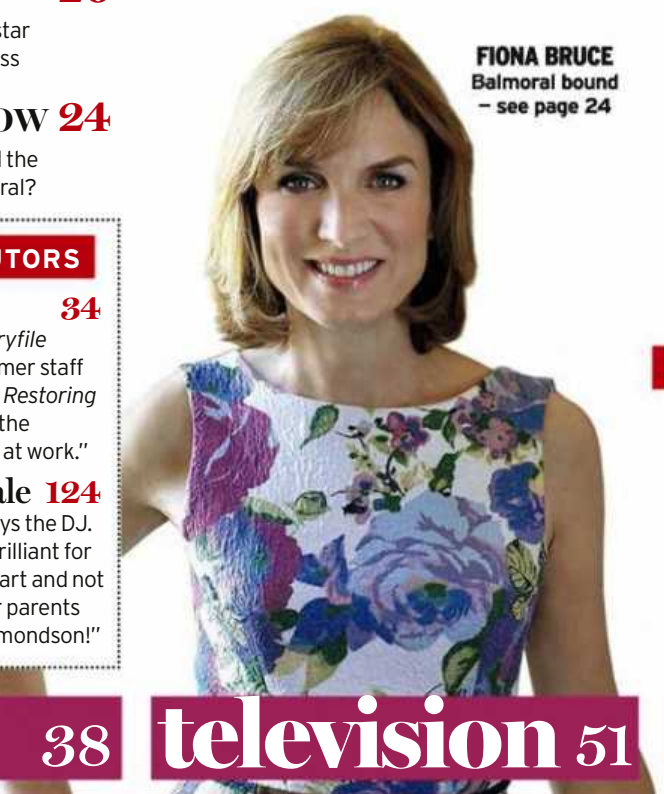 star
ss
ow 24
the
ral?
UTORS
34
ryfile
mer staff
Restoring
the
at work.”
ale 124
ys the DJ.
rilliant for
art and not
r parents
mondson!”
38
FIONA BRUCE
Balmoral bound
– see page 24
television 51